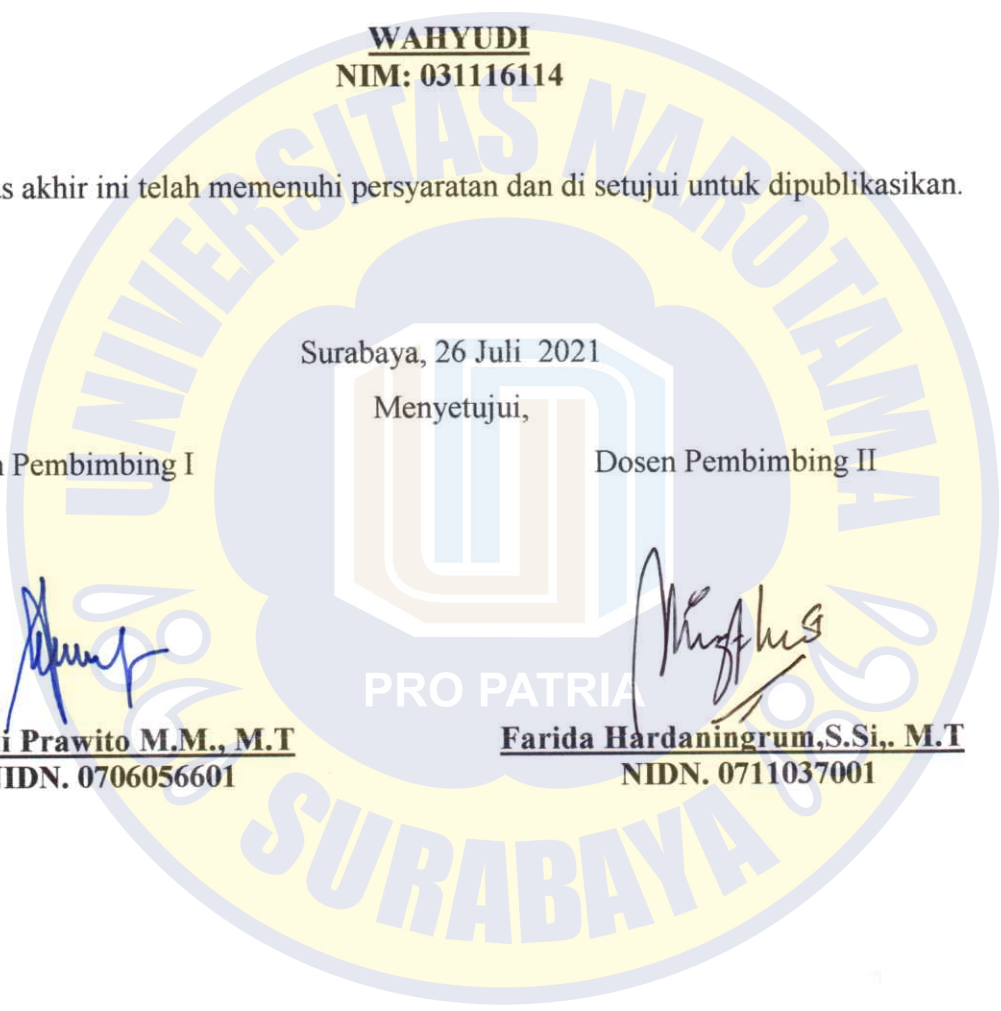 WAHYUDI
NIM: 031116114
s akhir ini telah memenuhi persyaratan dan di setujui untuk dipublikasikan.
Surabaya, 26 Juli 2021
Menyetujui,
Pembimbing I
Dosen Pembimbing II
i Prawito M.M., M.T
NIDN. 0706056601
Farida Hardaningrum,S.Si,. M.T
NIDN. 0711037001
UNIVERSITAS NAROTAMA
PRO PATRIA
SURABAYA